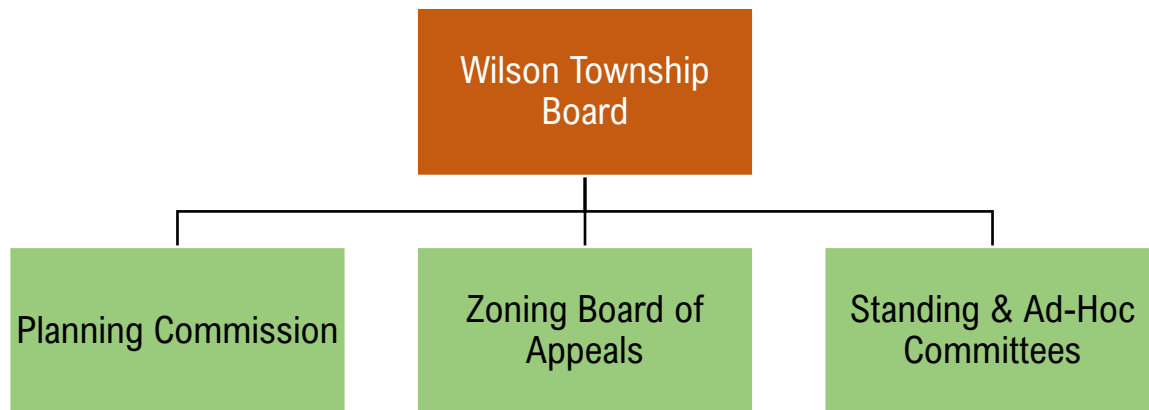 Wilson Township
Board
Planning Commission
Zoning Board of
Appeals
Standing & Ad-Hoc
Committees